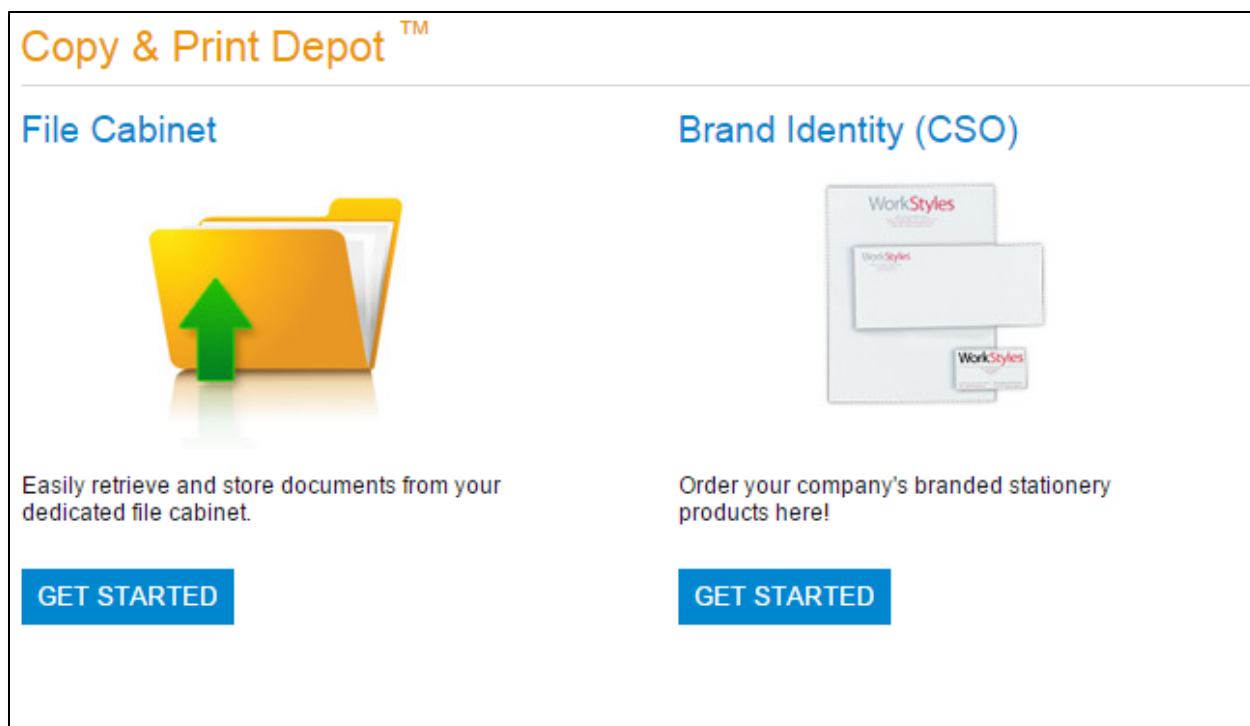 Copy & Print Depot ™
File Cabinet
Easily retrieve and store documents from your
dedicated file cabinet.
GET STARTED
Brand Identity (CSO)
WorkStyles
WorkStyles
WorkStyles
Order your company's branded stationery
products here!
GET STARTED